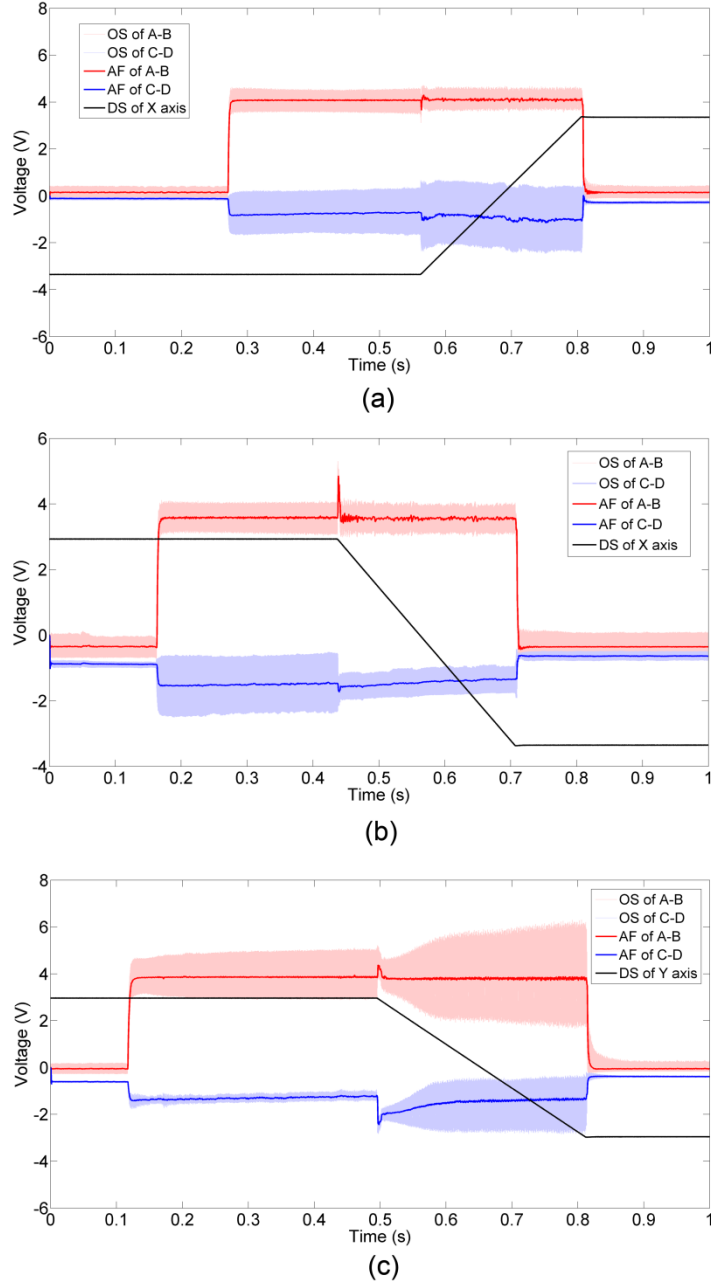 8
6
4
2
0
-2
-4
-6
Voltage (V)
OS of A-B
OS of C-D
AF of A-B
AF of C-D
DS of X axis
0 0.1 0.2 0.3 0.4 0.5 0.6 0.7 0.8 0.9 1
Time (s)
(a)
6
4
2
0
-2
-4
Voltage (V)
OS of A-B
OS of C-D
AF of A-B
AF of C-D
DS of X axis
0 0.1 0.2 0.3 0.4 0.5 0.6 0.7 0.8 0.9 1
Time (s)
(b)
8
6
4
2
0
-2
-4
-6
Voltage (V)
OS of A-B
OS of C-D
AF of A-B
AF of C-D
DS of Y axis
0 0.1 0.2 0.3 0.4 0.5 0.6 0.7 0.8 0.9 1
Time (s)
(c)